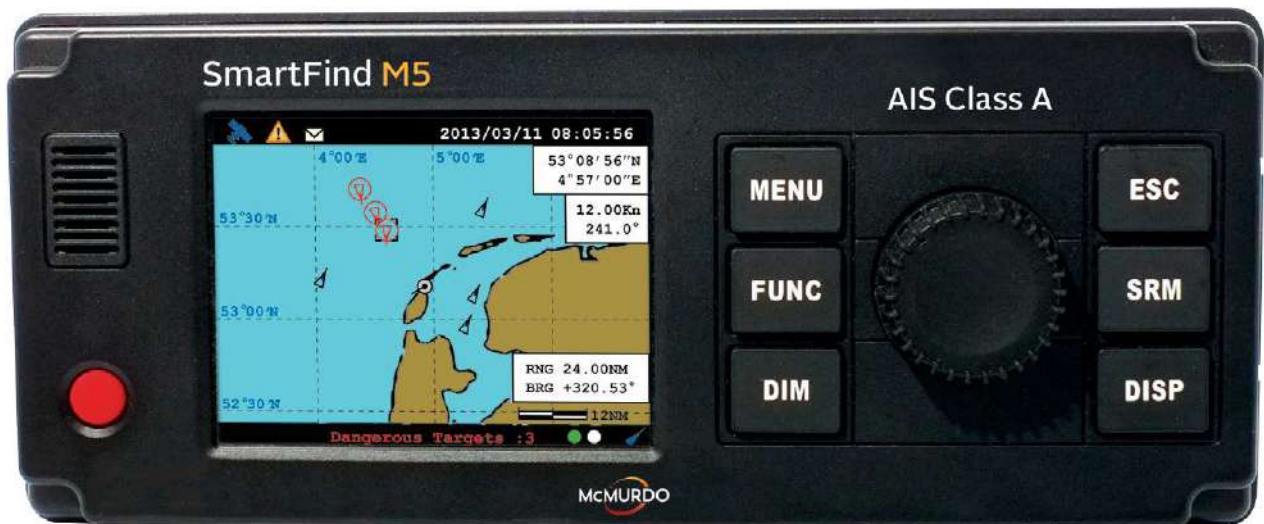 SmartFind M5
AIS Class A
2013/03/11 08:05:56
4°00'E
5°00'E
53°08'56"N
4°57'00"E
12.00Kn
241.0°
53°30'N
53°00'N
52°30'N
RNG 24.00NM
BRG +320.53°
12NM
Dangerous Targets :3
MENU
ESC
FUNC
SRM
DIM
DISP
McMURDO